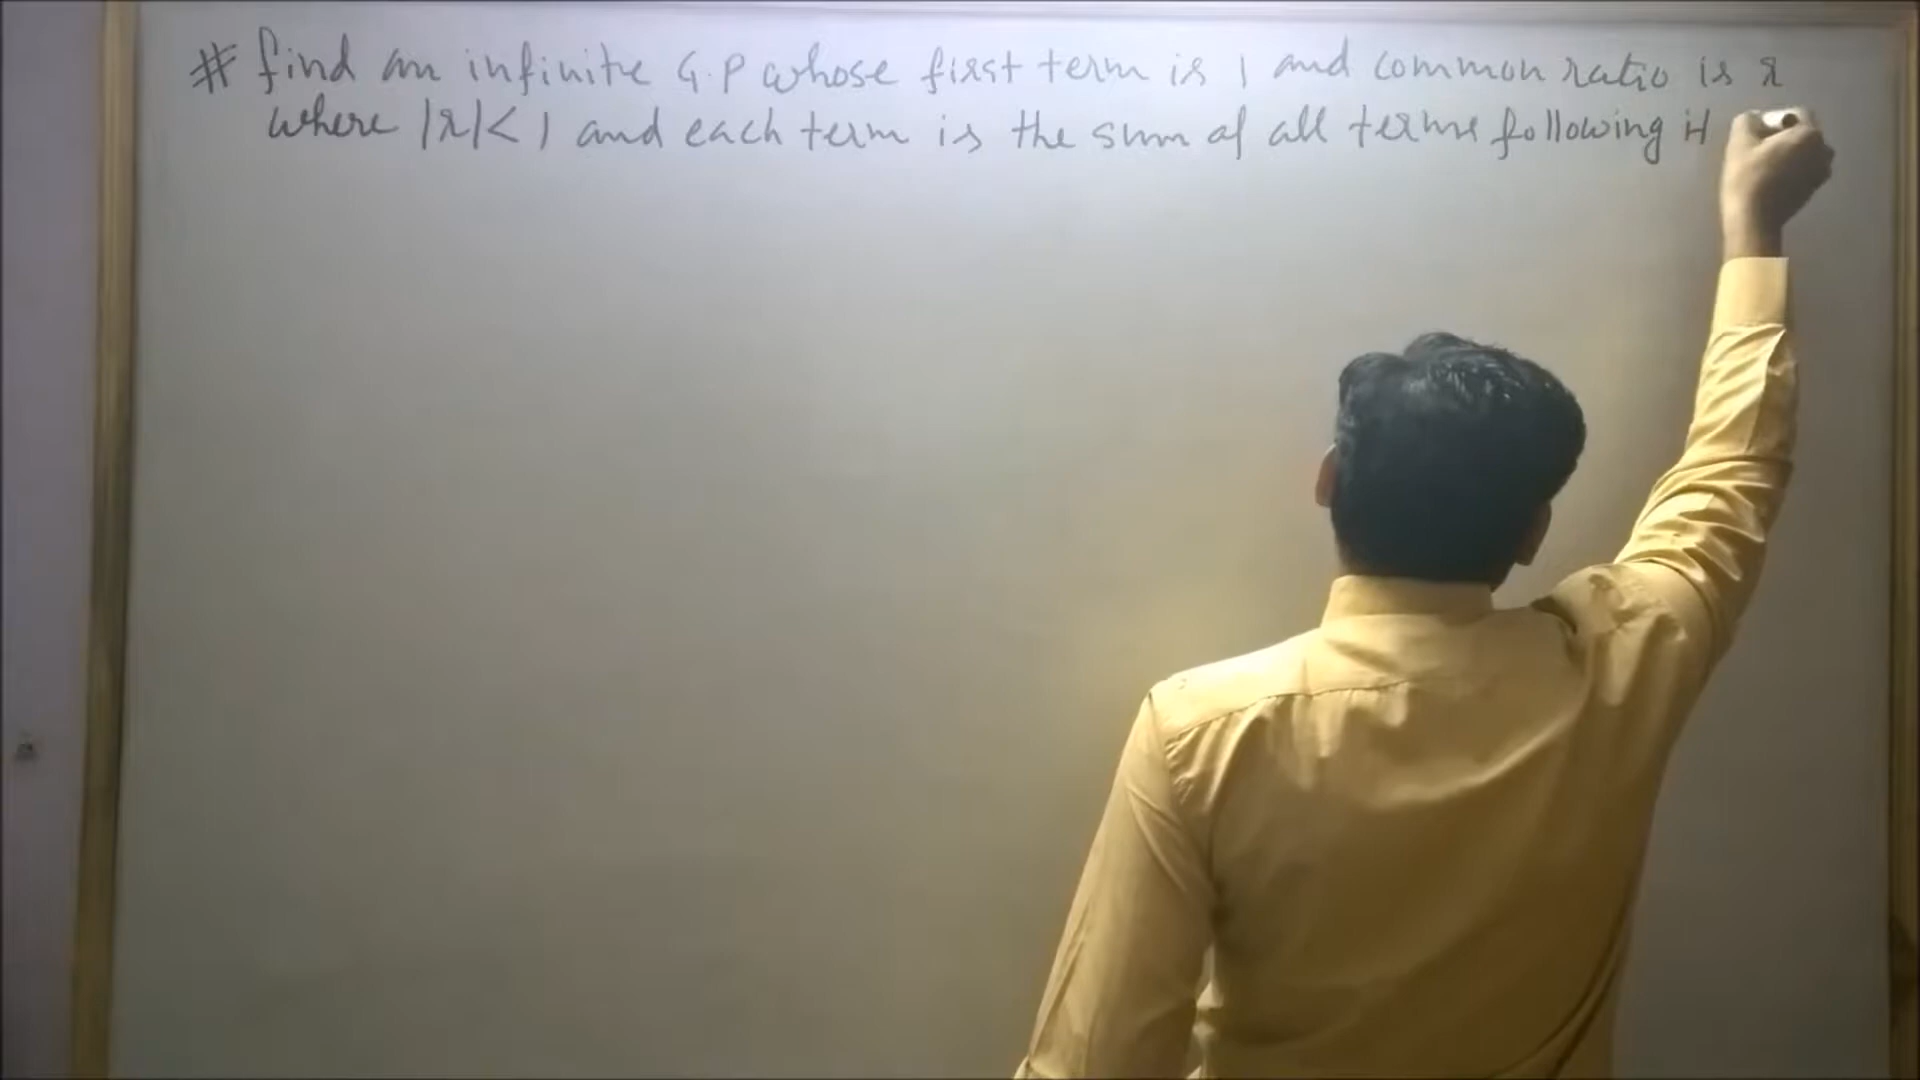 # find an infinite G.P whose first term is 1 and common ratio is r
where |r|< 1 and each term is the sum of all terms following it